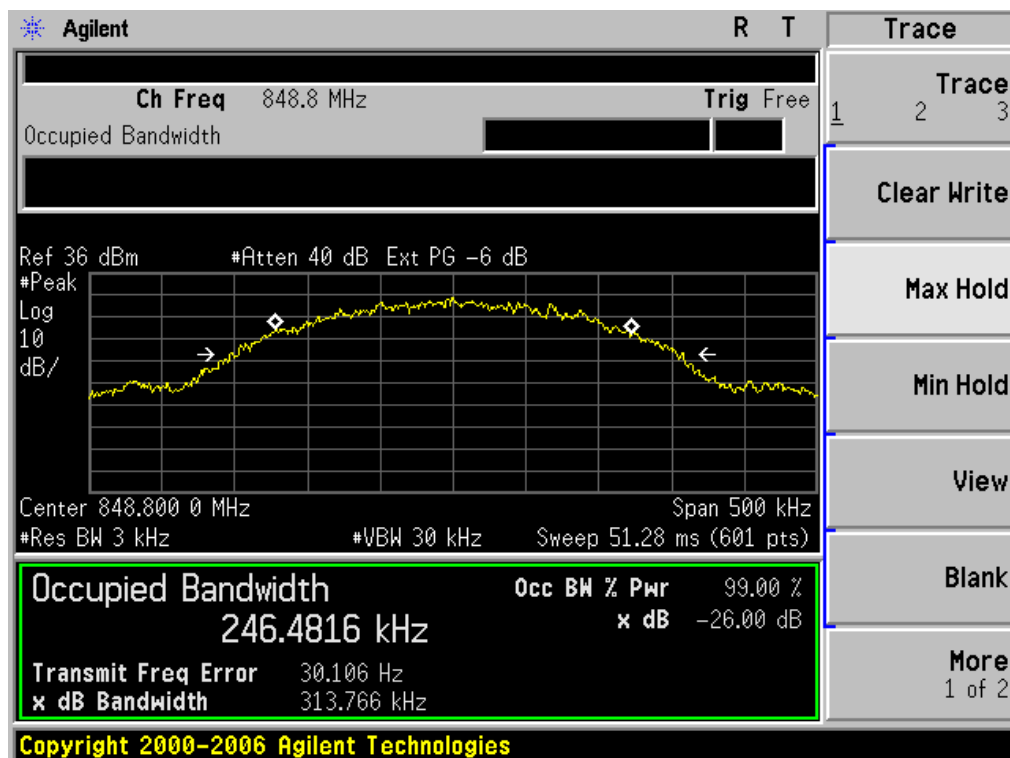 Agilent R T
Ch Freq 848.8 MHz Trig Free
Occupied Bandwidth
Ref 36 dBm #Atten 40 dB Ext PG -6 dB
#Peak
Log
10
dB/
Center 848.800 0 MHz Span 500 kHz
#Res BW 3 kHz #VBW 30 kHz Sweep 51.28 ms (601 pts)
Occupied Bandwidth
246.4816 kHz
Occ BW % Pwr 99.00 %
x dB -26.00 dB
Transmit Freq Error 30.106 Hz
x dB Bandwidth 313.766 kHz
Copyright 2000-2006 Agilent Technologies
Trace
Trace
1 2 3
Clear Write
Max Hold
Min Hold
View
Blank
More
1 of 2